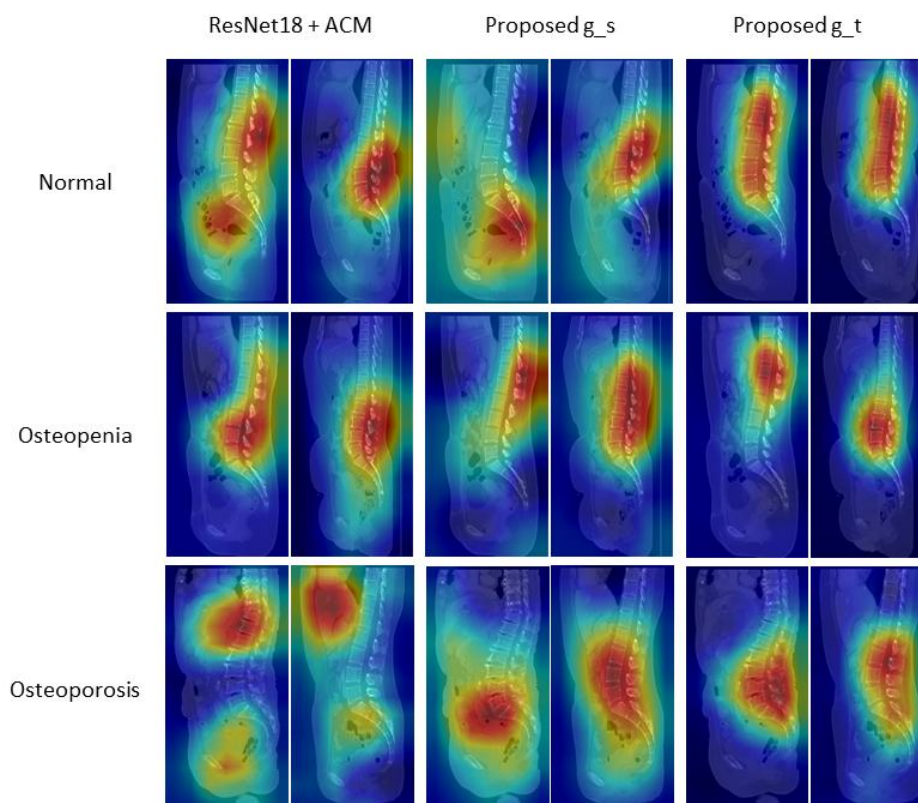 ResNet18 + ACM
Proposed g_s
Proposed g_t
Normal
Osteopenia
Osteoporosis